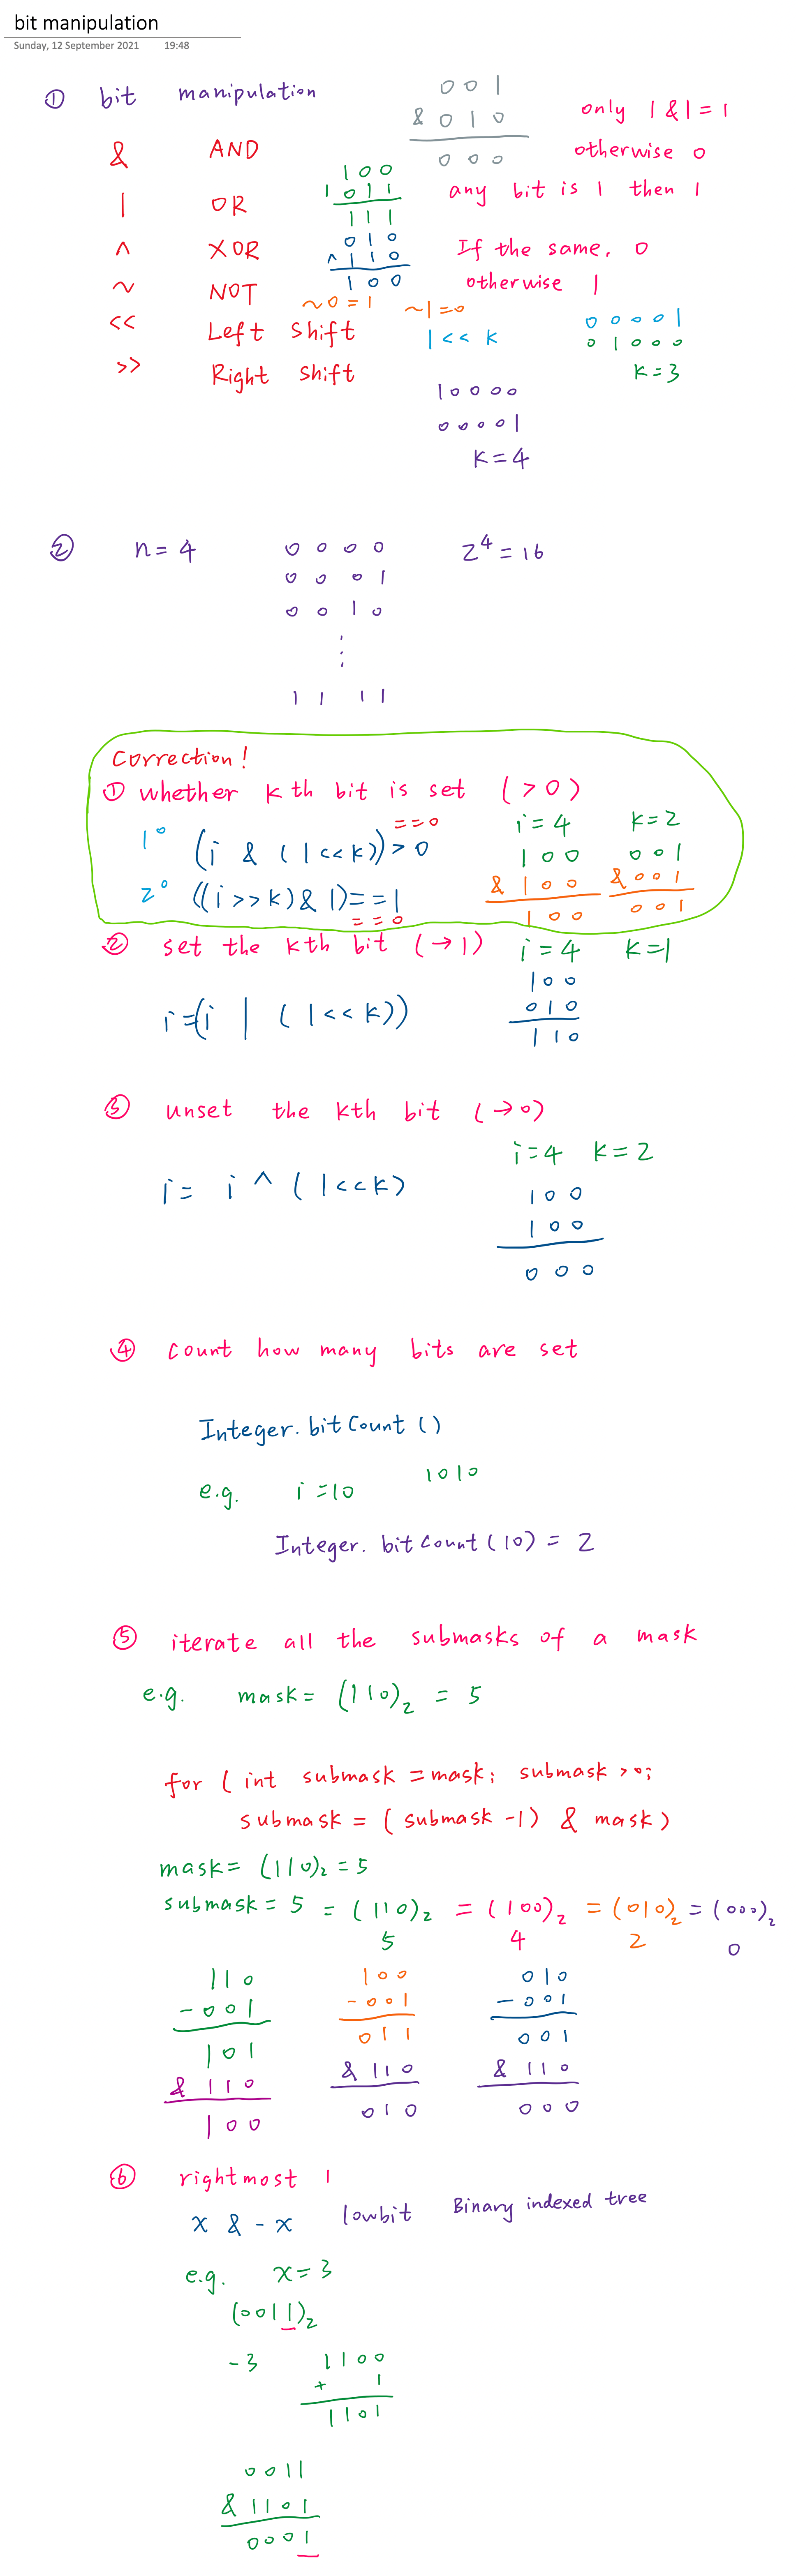 bit manipulation
Sunday, 12 September 2021 19:48
① bit manipulation
& AND
001
& 010
000
only 1 & 1 = 1
otherwise 0
| OR
100
| 011
111
any bit is 1 then 1
^ XOR
010
^ 110
100
If the same, 0
otherwise 1
~ NOT
~0 = 1 ~1 = 0
<< Left Shift
1 << k
00001
01000
k = 3
>> Right Shift
10000
00001
k = 4
② n = 4
0000
0001
0010
⋮
1111
2⁴ = 16
Correction!
① whether k th bit is set ( > 0 )
1° (i & (1<<k)) > 0
== 0
2° ((i >> k) & 1) == 1
== 0
i = 4 k = 2
100 001
& 100 & 001
100 001
② set the kth bit (→ 1)
i = 4 k = 1
i = (i | (1<<k))
100
010
110
③ unset the kth bit (→ 0)
i = 4 k = 2
i = i ^ (1<<k)
100
100
000
④ count how many bits are set
Integer.bitCount()
e.g. i = 10 1010
Integer.bitCount(10) = 2
⑤ iterate all the submasks of a mask
e.g. mask = (110)₂ = 5
for (int submask = mask; submask > 0;
submask = (submask - 1) & mask)
mask = (110)₂ = 5
submask = 5 = (110)₂ = (100)₂ = (010)₂ = (000)₂
5 4 2 0
110 100 010
- 001 - 001 - 001
101 011 001
& 110 & 110 & 110
100 010 000
⑥ rightmost 1
x & -x lowbit Binary indexed tree
e.g. x = 3
(0011)₂
-3 1100
+ 1
1101
0011
& 1101
0001